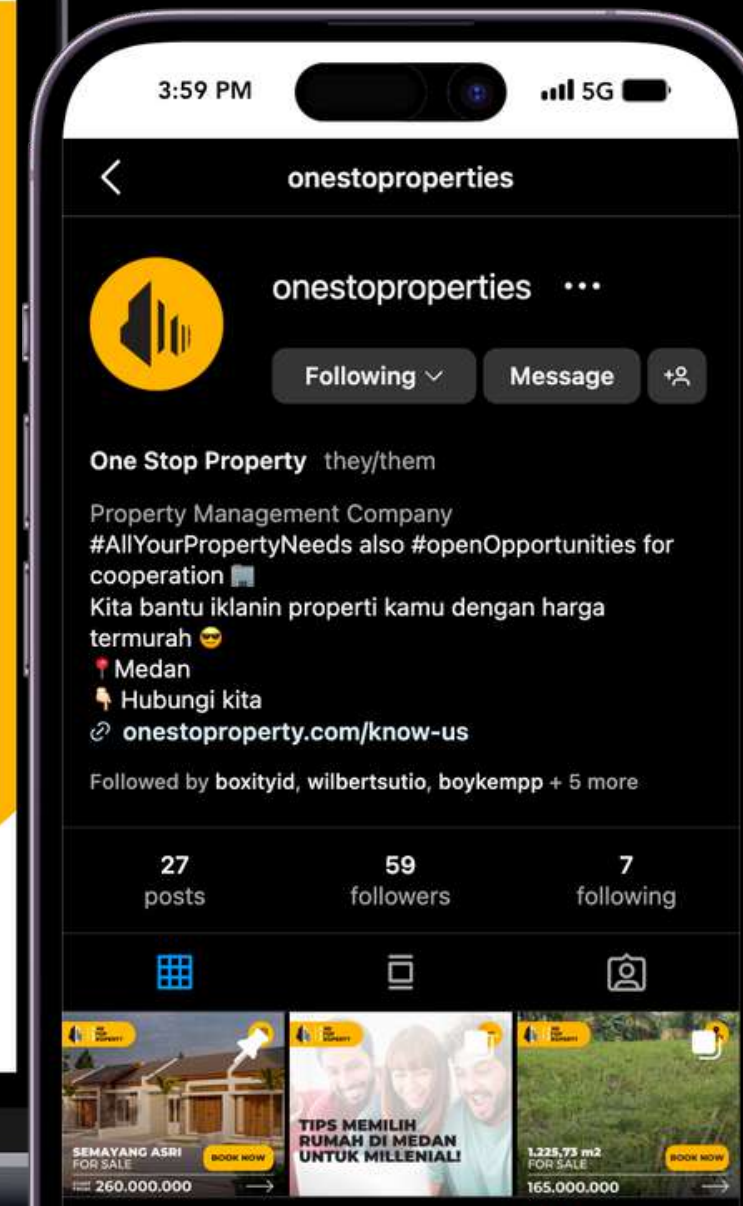 3:59 PM
5G
onestoproperties
onestoproperties
Following
Message
One Stop Property they/them
Property Management Company
#AllYourPropertyNeeds also #openOpportunities for
cooperation 🏢
Kita bantu iklanin properti kamu dengan harga
termurah 😎
📍Medan
👇🏻 Hubungi kita
onestoproperty.com/know-us
Followed by boxityid, wilbertsutio, boykempp + 5 more
27
posts
59
followers
7
following
SEMAYANG ASRI
FOR SALE
BOOK NOW
260.000.000
TIPS MEMILIH
RUMAH DI MEDAN
UNTUK MILLENIAL!
1.225,73 m2
FOR SALE
BOOK NOW
165.000.000